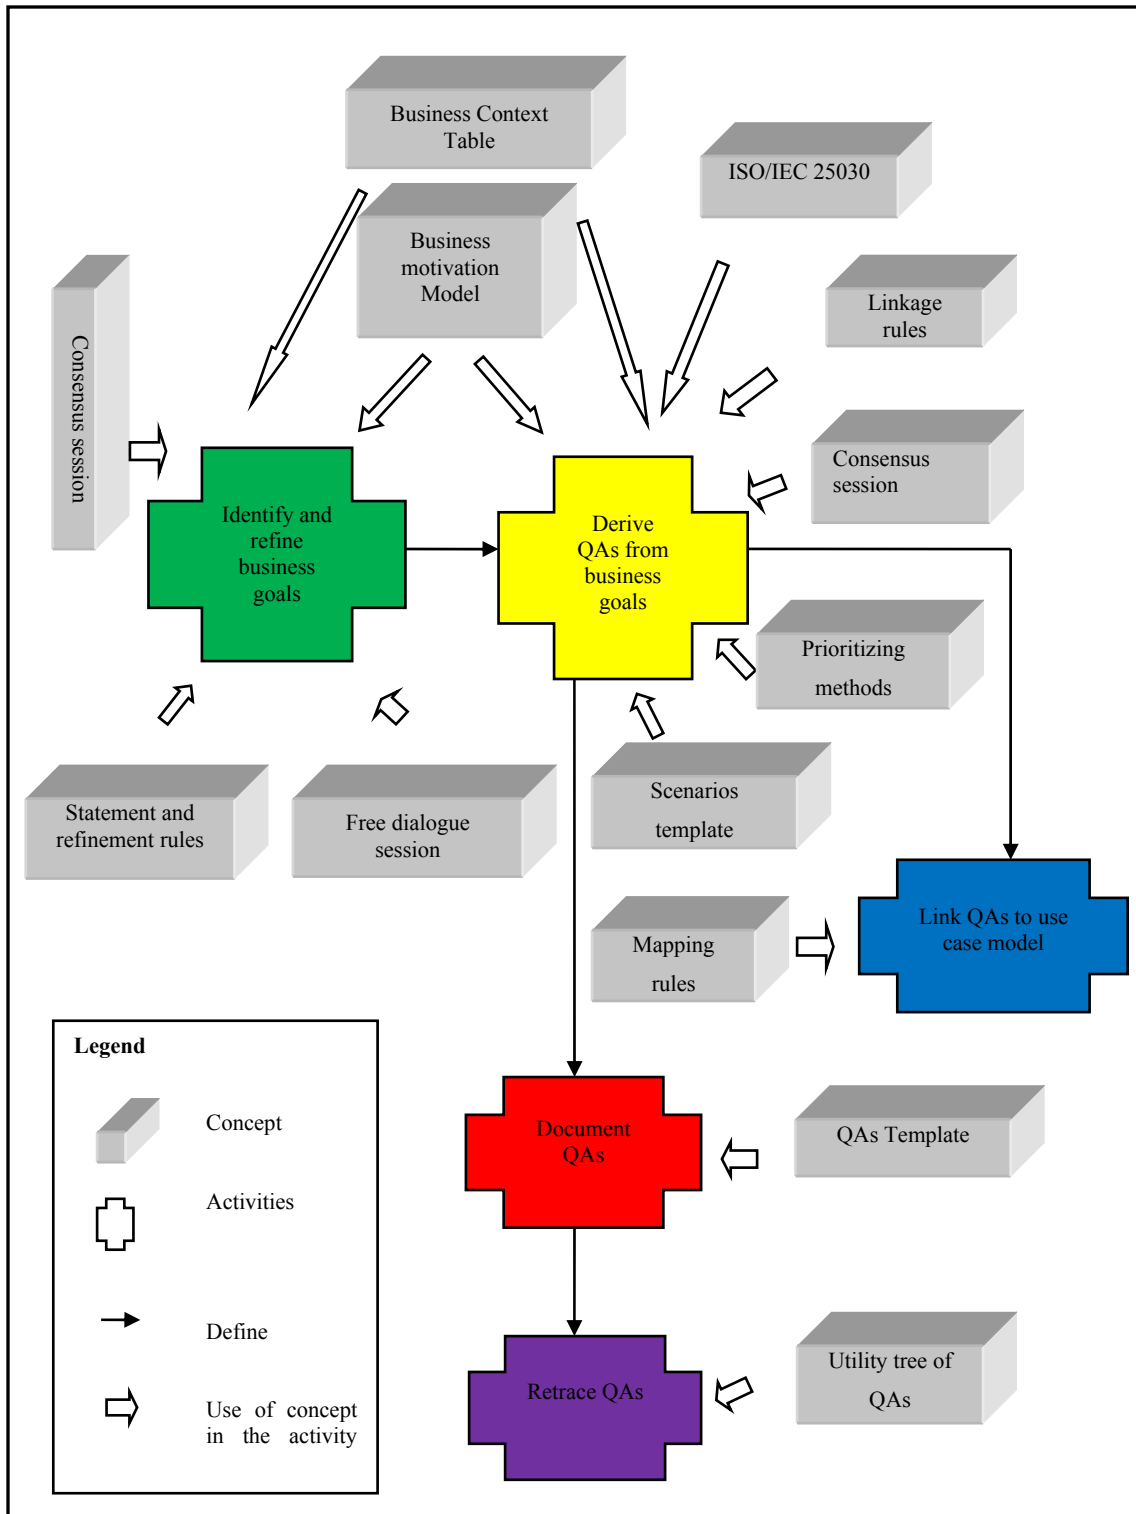 Business Context
Table
ISO/IEC 25030
Business
motivation
Model
Linkage
rules
Consensus session
Consensus
session
Identify and
refine
business
goals
Derive
QAs from
business
goals
Prioritizing
methods
Statement and
refinement rules
Free dialogue
session
Scenarios
template
Link QAs to use
case model
Mapping
rules
Legend
Concept
Activities
Define
Use of concept
in the activity
Document
QAs
QAs Template
Retrace QAs
Utility tree of
QAs